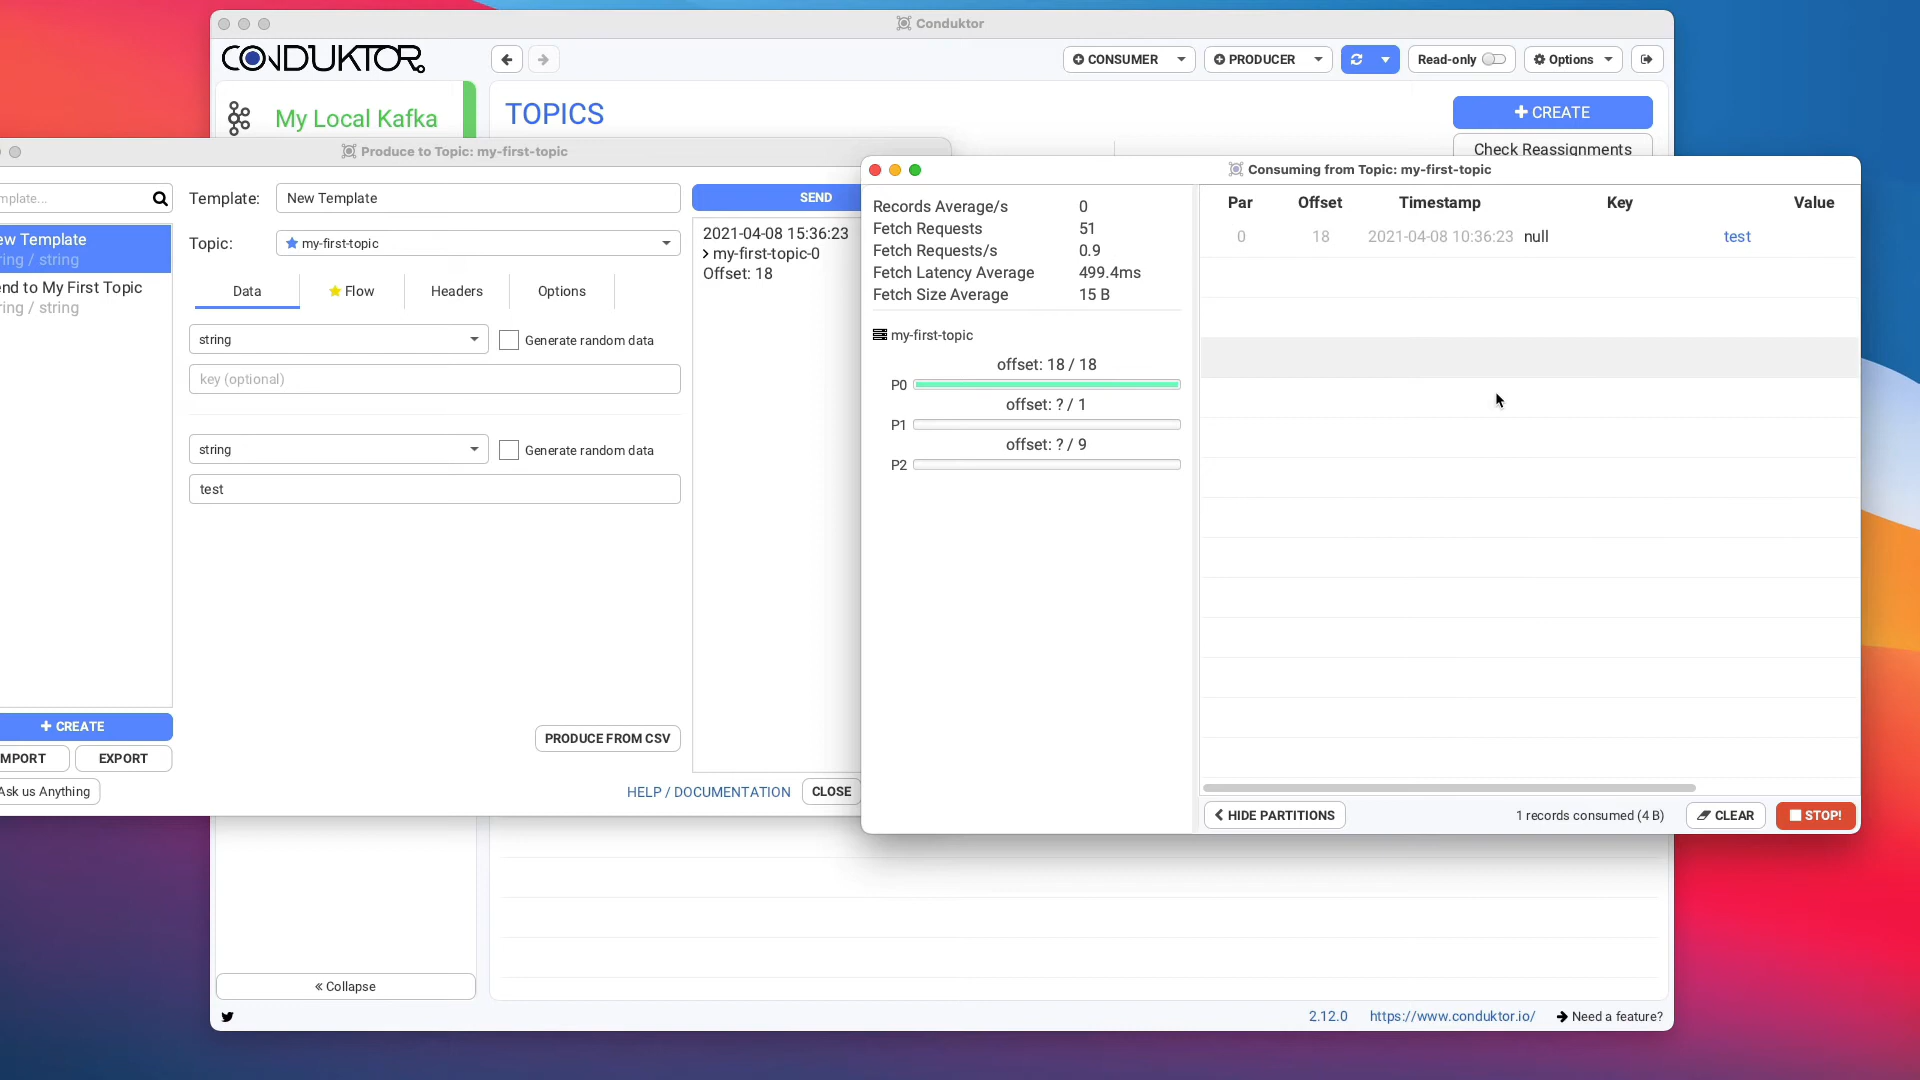 Conduktor
CONDUKTOR
CONSUMER
PRODUCER
Read-only
Options
My Local Kafka
TOPICS
CREATE
Check Reassignments
Produce to Topic: my-first-topic
mplate...
Template:
New Template
SEND
ew Template
ring / string
end to My First Topic
ring / string
Topic:
my-first-topic
Data
Flow
Headers
Options
string
Generate random data
key (optional)
string
Generate random data
test
2021-04-08 15:36:23
my-first-topic-0
Offset: 18
PRODUCE FROM CSV
CREATE
MPORT
EXPORT
Ask us Anything
HELP / DOCUMENTATION
CLOSE
Consuming from Topic: my-first-topic
Records Average/s 0
Fetch Requests 51
Fetch Requests/s 0.9
Fetch Latency Average 499.4ms
Fetch Size Average 15 B
my-first-topic
offset: 18 / 18
P0
offset: ? / 1
P1
offset: ? / 9
P2
Par Offset Timestamp Key Value
0 18 2021-04-08 10:36:23 null test
HIDE PARTITIONS
1 records consumed (4 B)
CLEAR
STOP!
« Collapse
2.12.0
https://www.conduktor.io/
Need a feature?